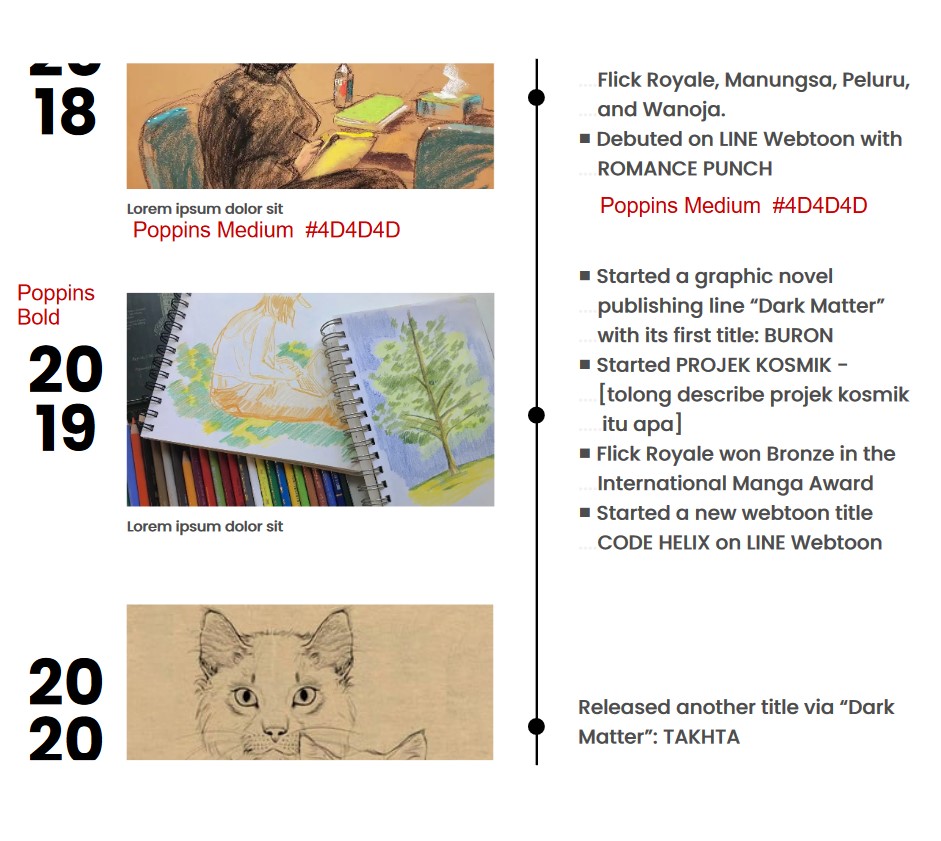 20
18
Flick Royale, Manungsa, Peluru,
and Wanoja.
■ Debuted on LINE Webtoon with
ROMANCE PUNCH
Poppins Medium #4D4D4D
Lorem ipsum dolor sit
Poppins Medium #4D4D4D
Poppins
Bold
20
19
Lorem ipsum dolor sit
■ Started a graphic novel
publishing line “Dark Matter”
with its first title: BURON
■ Started PROJEK KOSMIK -
[tolong describe projek kosmik
itu apa]
■ Flick Royale won Bronze in the
International Manga Award
■ Started a new webtoon title
CODE HELIX on LINE Webtoon
20
20
Released another title via “Dark
Matter”: TAKHTA